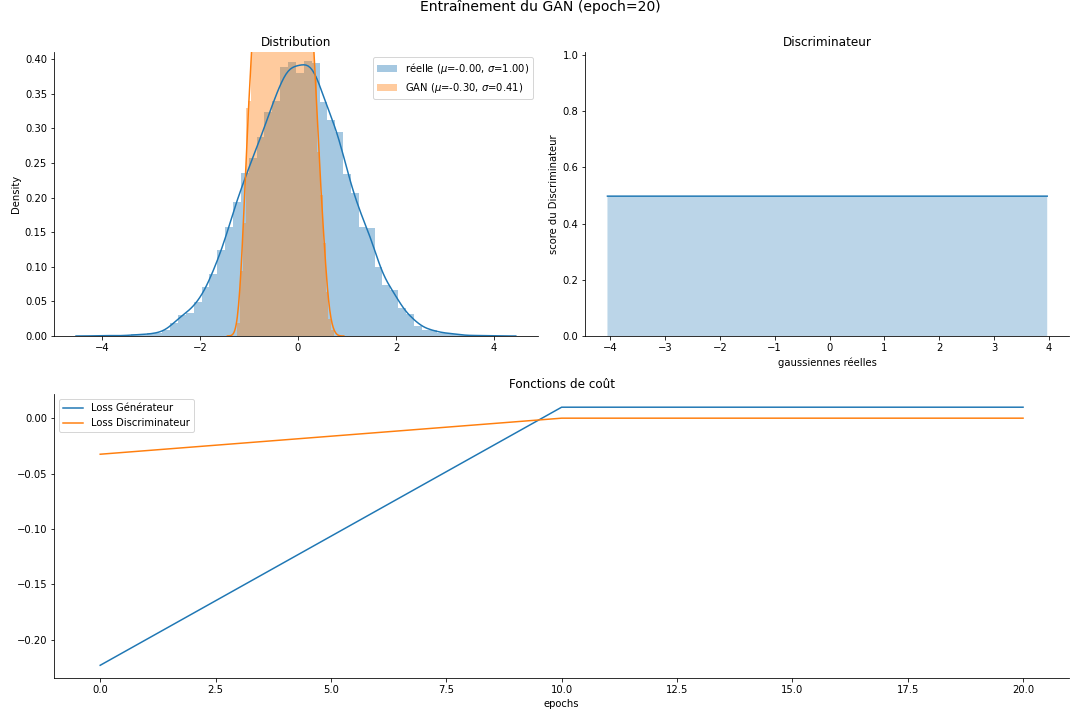 Entraînement du GAN (epoch=20)
Distribution
réelle (μ=-0.00, σ=1.00)
GAN (μ=-0.30, σ=0.41)
Density
0.40
0.35
0.30
0.25
0.20
0.15
0.10
0.05
0.00
−4 −2 0 2 4
Discriminateur
score du Discriminateur
1.0
0.8
0.6
0.4
0.2
0.0
−4 −3 −2 −1 0 1 2 3 4
gaussiennes réelles
Fonctions de coût
Loss Générateur
Loss Discriminateur
0.00
−0.05
−0.10
−0.15
−0.20
0.0 2.5 5.0 7.5 10.0 12.5 15.0 17.5 20.0
epochs